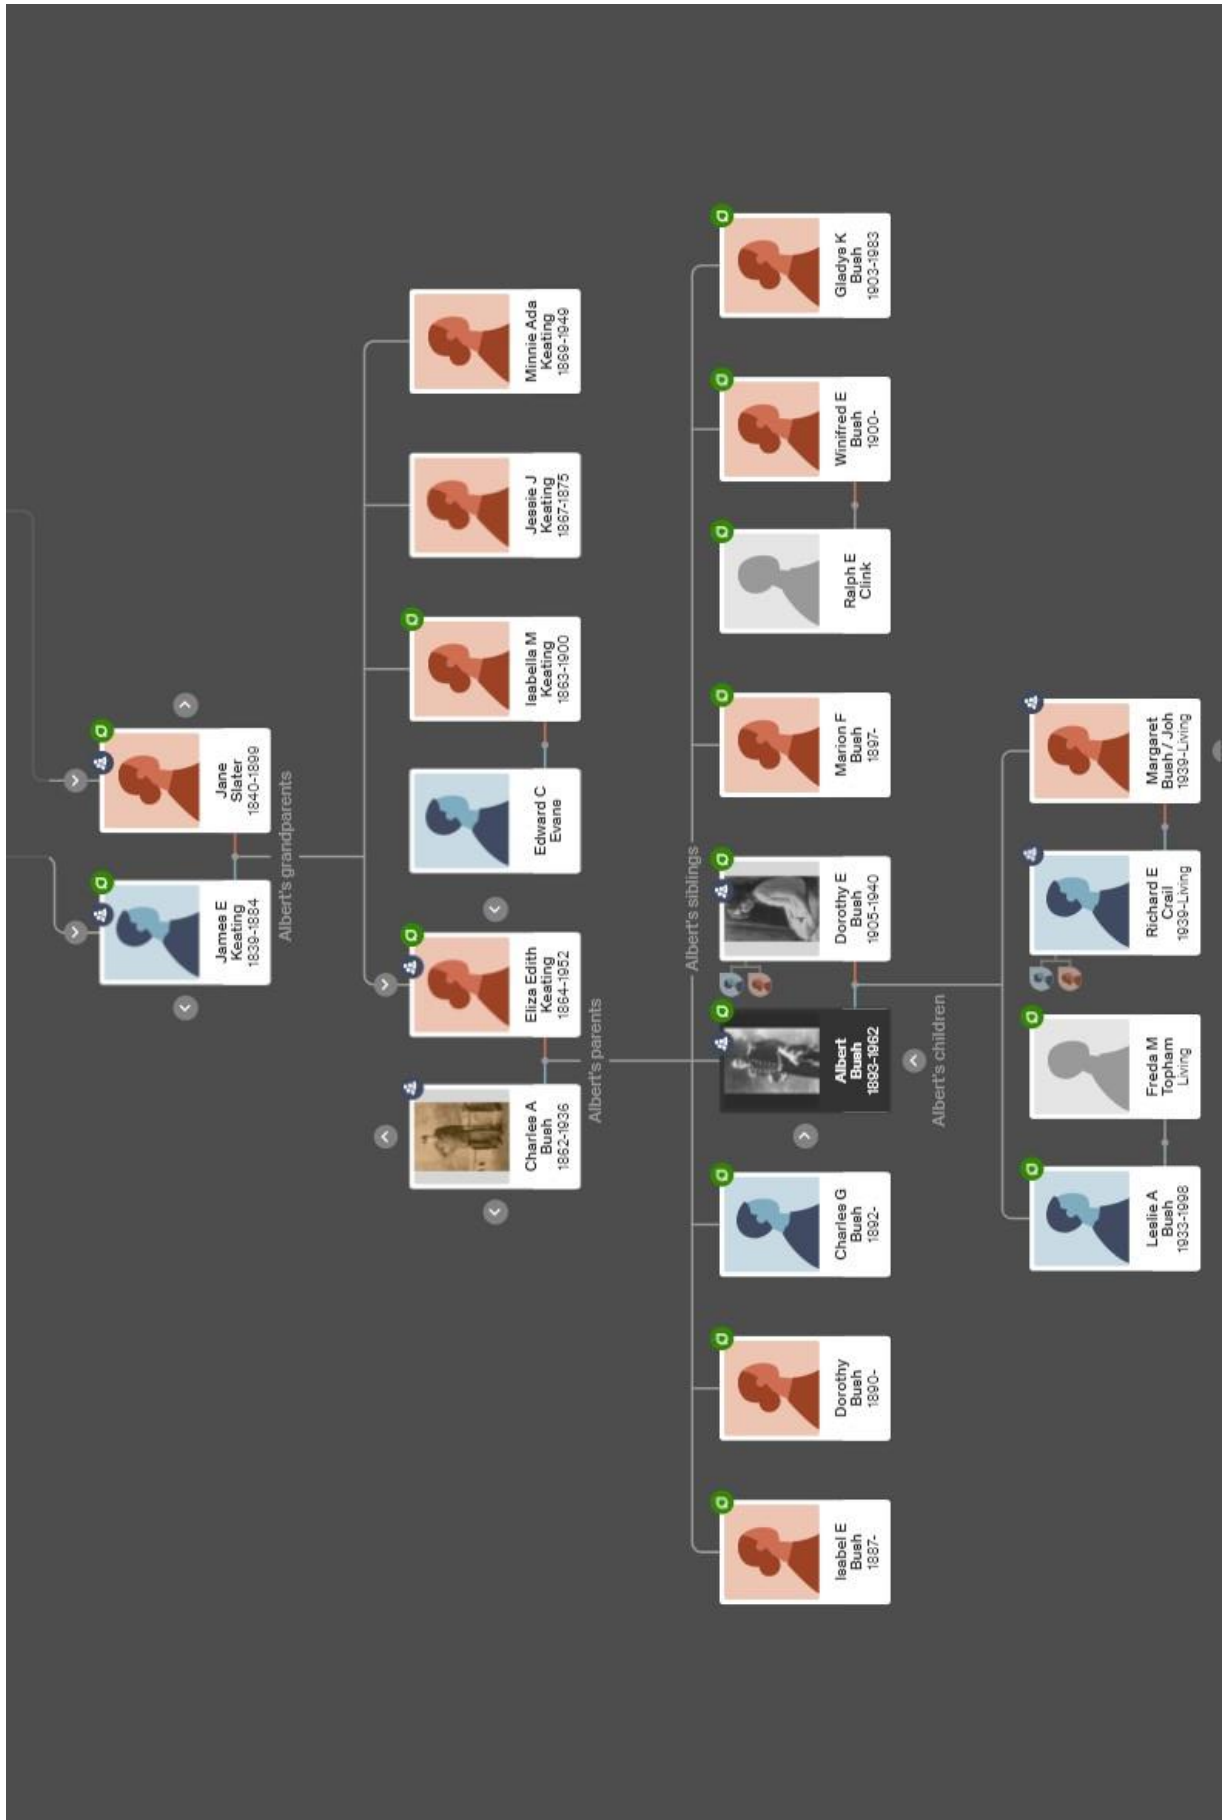 James E
Keating
1839-1884
Jane
Slater
1840-1899
Albert's grandparents
Charles A
Bush
1862-1936
Eliza Edith
Keating
1864-1952
Edward C
Evans
Isabella M
Keating
1863-1900
Jessie J
Keating
1867-1875
Minnie Ada
Keating
1869-1949
Albert's parents
Albert's siblings
Isabel E
Bush
1887-
Dorothy
Bush
1890-
Charles G
Bush
1892-
Albert
Bush
1893-1962
Dorothy E
Bush
1905-1940
Marion F
Bush
1897-
Ralph E
Clink
Winifred E
Bush
1900-
Gladys K
Bush
1903-1983
Albert's children
Leslie A
Bush
1933-1998
Freda M
Topham
Living
Richard E
Crail
1939-Living
Margaret
Bush / Joh
1939-Living